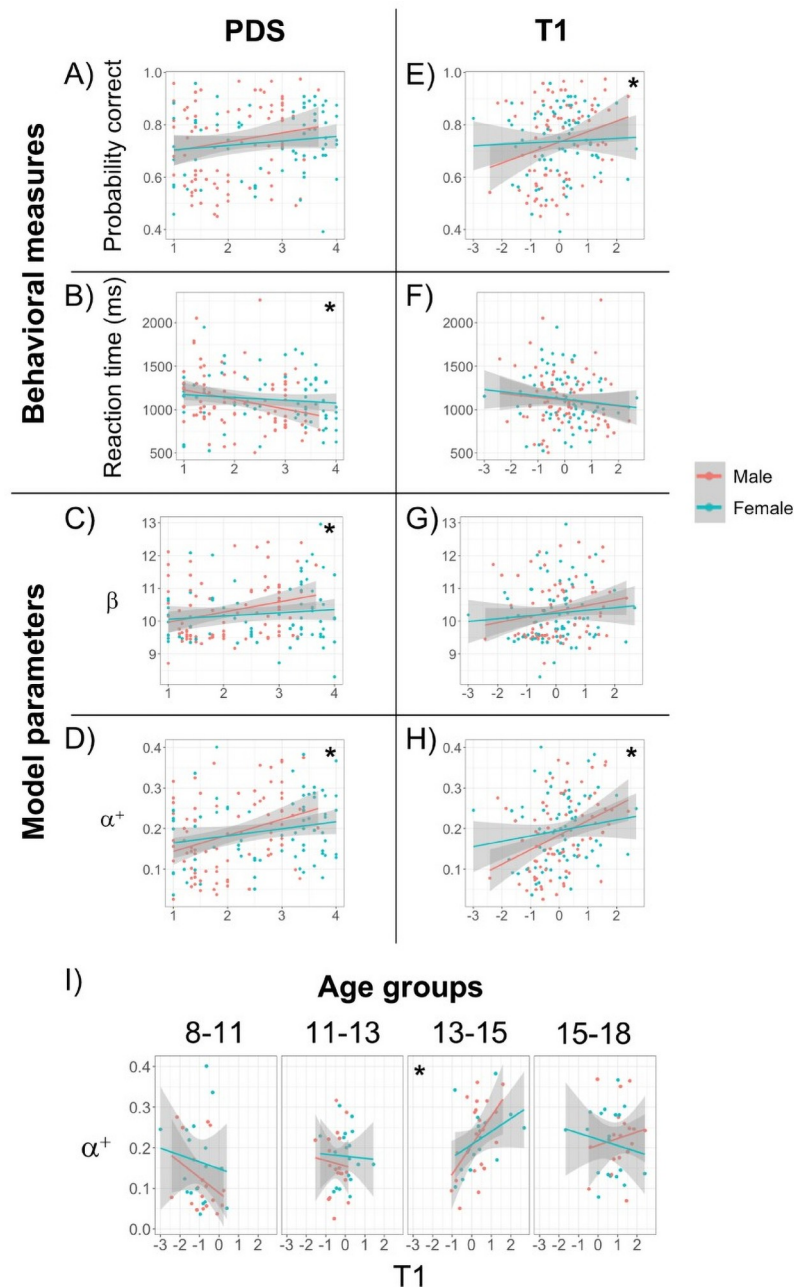 PDS
T1
Behavioral measures
A)
Probability correct
1.0
0.8
0.6
0.4
1 2 3 4
E)
*
1.0
0.8
0.6
0.4
-3 -2 -1 0 1 2
B)
Reaction time (ms)
*
2000
1500
1000
500
1 2 3 4
F)
2000
1500
1000
500
-3 -2 -1 0 1 2
Male
Female
Model parameters
C)
β
*
13
12
11
10
9
1 2 3 4
G)
13
12
11
10
9
-3 -2 -1 0 1 2
D)
α+
*
0.4
0.3
0.2
0.1
1 2 3 4
H)
*
0.4
0.3
0.2
0.1
-3 -2 -1 0 1 2
I)
Age groups
8-11 11-13 13-15 15-18
α+
*
0.4
0.3
0.2
0.1
0.0
-3 -2 -1 0 1 2 -3 -2 -1 0 1 2 -3 -2 -1 0 1 2 -3 -2 -1 0 1 2
T1